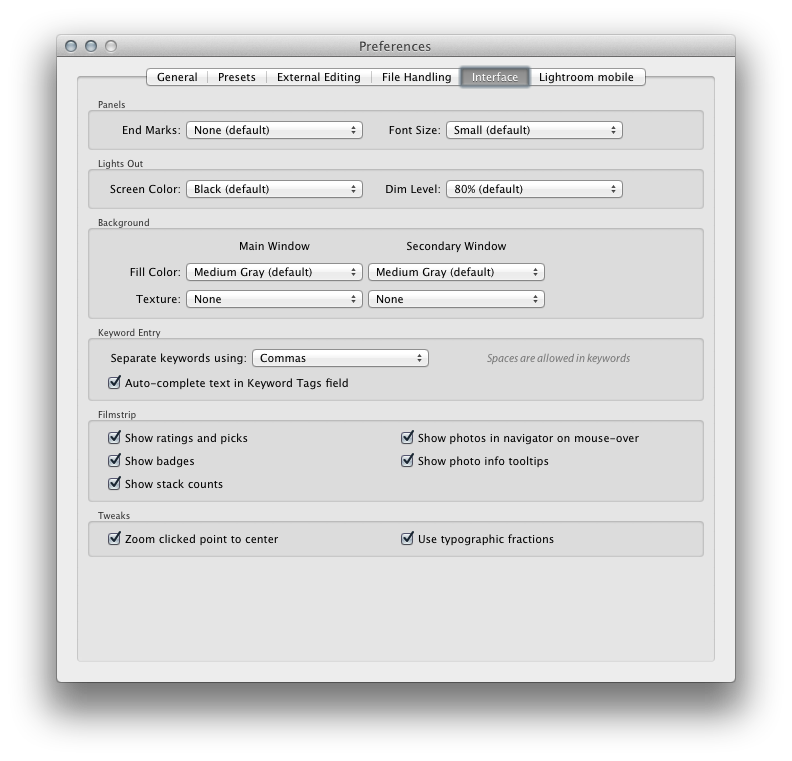 Preferences
General Presets External Editing File Handling Interface Lightroom mobile
Panels
End Marks: None (default) Font Size: Small (default)
Lights Out
Screen Color: Black (default) Dim Level: 80% (default)
Background
Main Window Secondary Window
Fill Color: Medium Gray (default) Medium Gray (default)
Texture: None None
Keyword Entry
Separate keywords using: Commas Spaces are allowed in keywords
Auto-complete text in Keyword Tags field
Filmstrip
Show ratings and picks Show photos in navigator on mouse-over
Show badges Show photo info tooltips
Show stack counts
Tweaks
Zoom clicked point to center Use typographic fractions